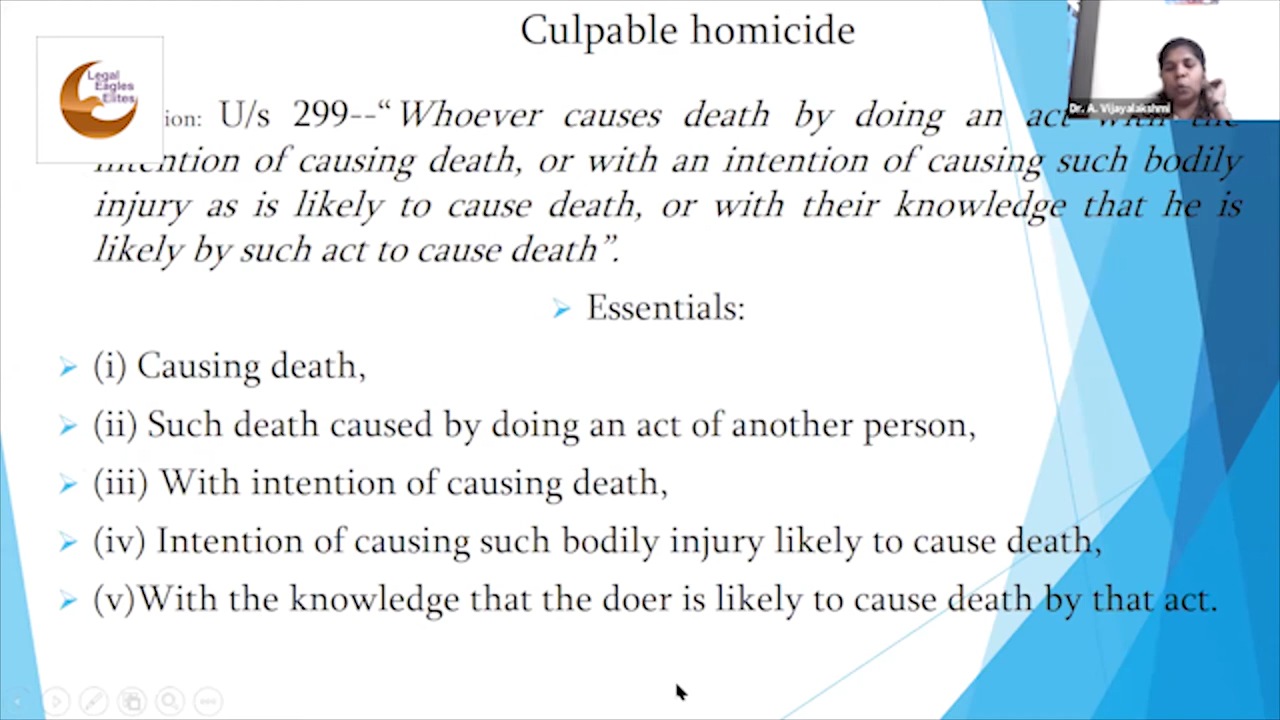 Culpable homicide
Legal
Eagles
Elites
Dr. A. Vijayalakshmi
ion: U/s 299--“ Whoever causes death by doing an act with the
intention of causing death, or with an intention of causing such bodily
injury as is likely to cause death, or with their knowledge that he is
likely by such act to cause death”.
➢ Essentials:
➢ (i) Causing death,
➢ (ii) Such death caused by doing an act of another person,
➢ (iii) With intention of causing death,
➢ (iv) Intention of causing such bodily injury likely to cause death,
➢ (v)With the knowledge that the doer is likely to cause death by that act.